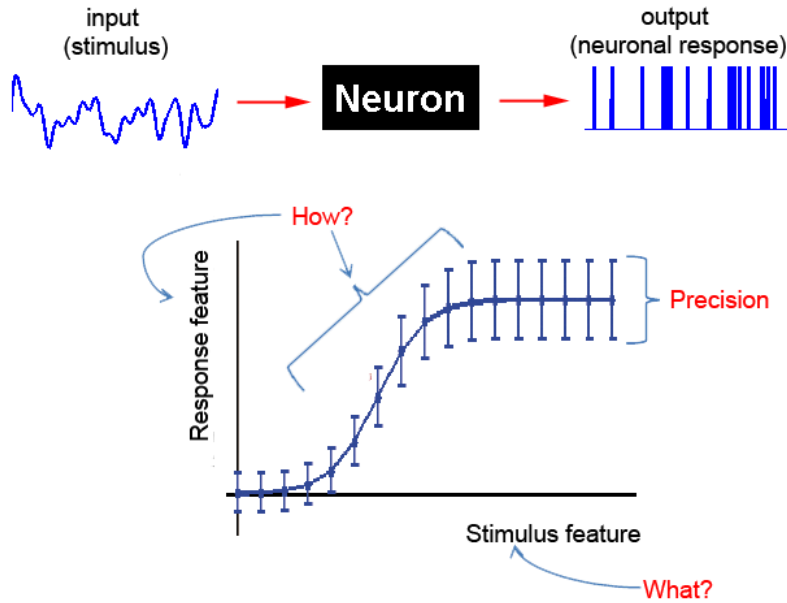 input
(stimulus)
Neuron
output
(neuronal response)
How?
Response feature
Precision
Stimulus feature
What?